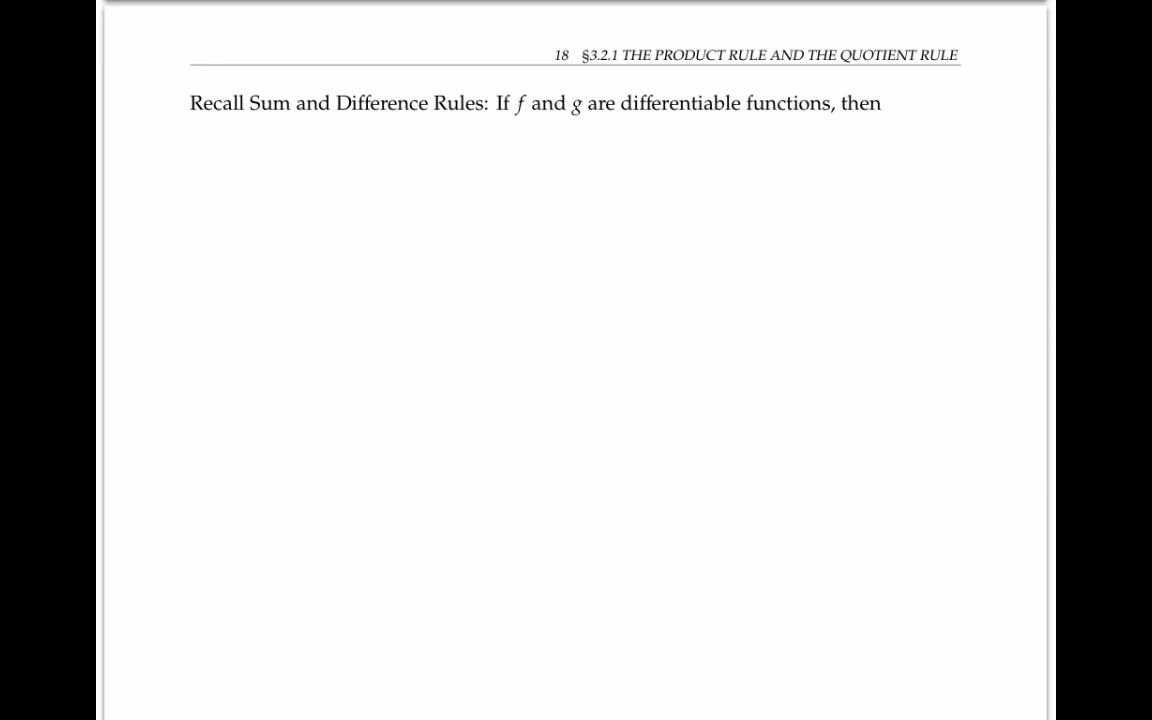 18 §3.2.1 THE PRODUCT RULE AND THE QUOTIENT RULE
Recall Sum and Difference Rules: If f and g are differentiable functions, then